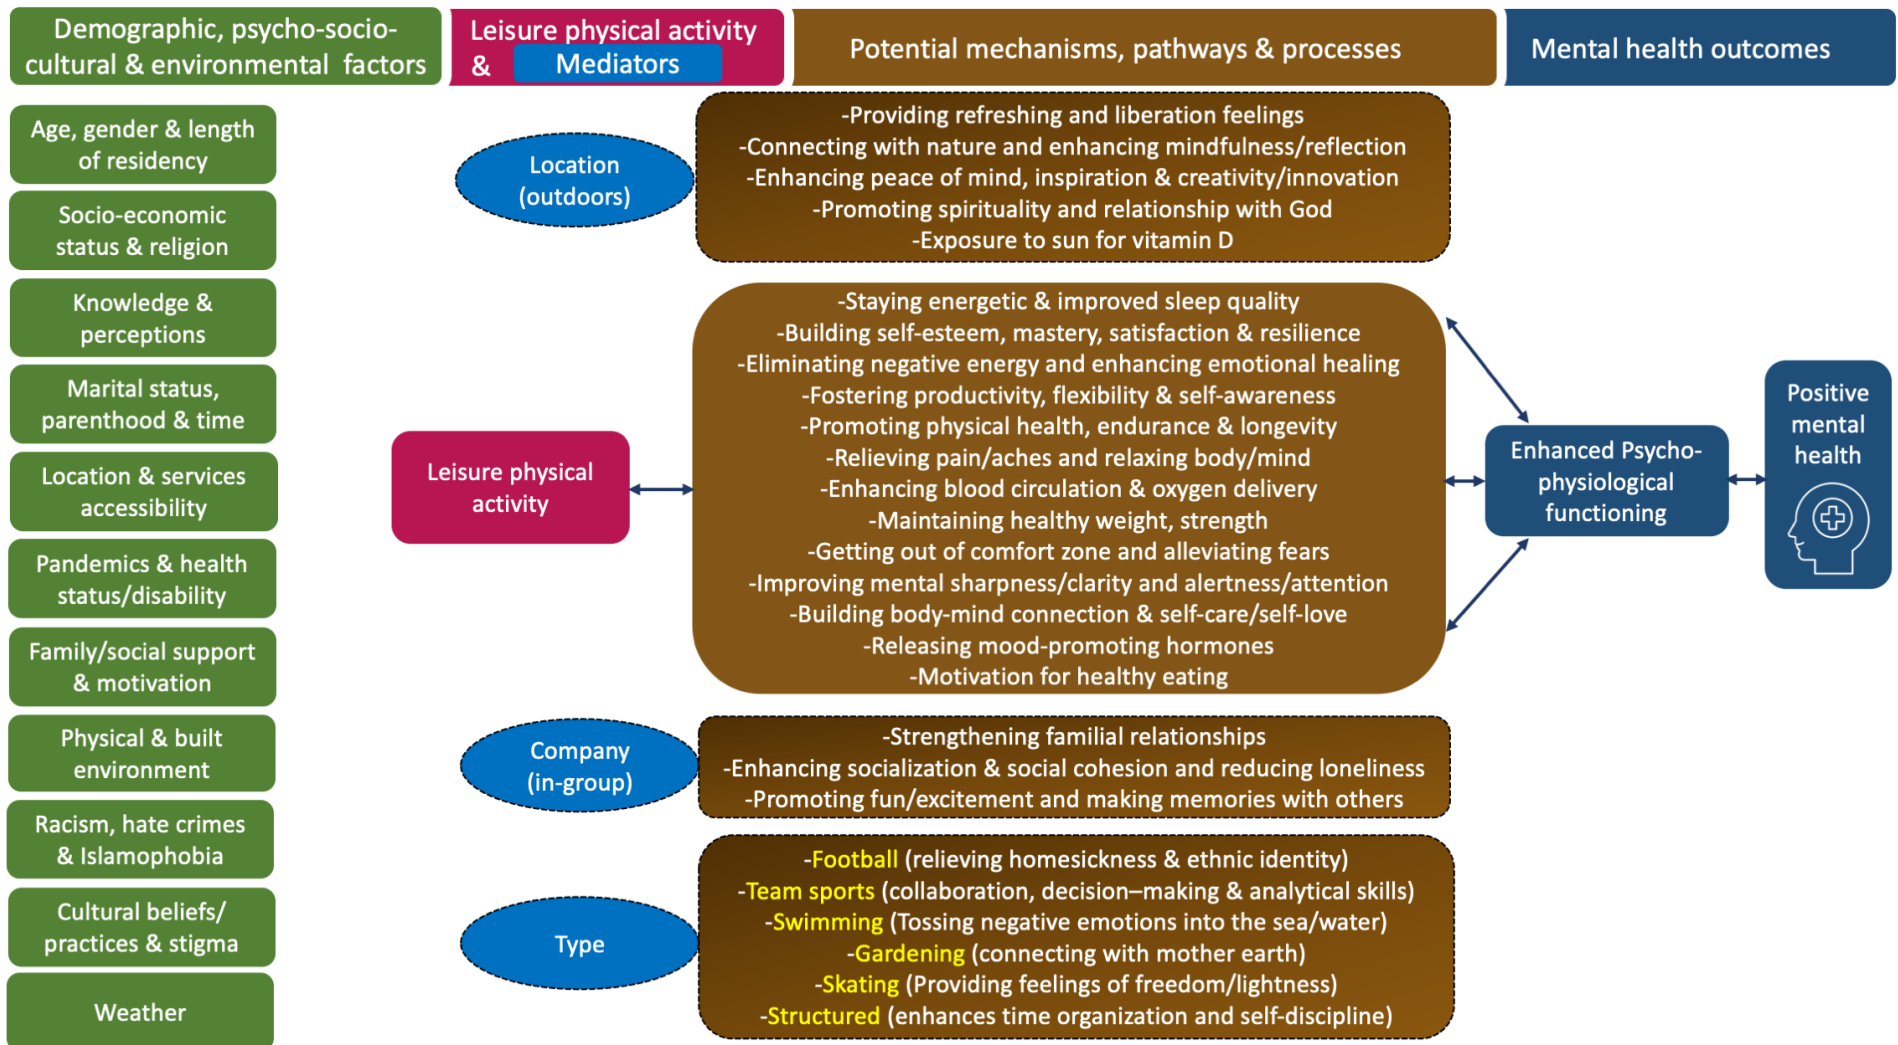 Demographic, psycho-socio-
cultural & environmental factors
Leisure physical activity
& Mediators
Potential mechanisms, pathways & processes
Mental health outcomes
Age, gender & length
of residency
Socio-economic
status & religion
Knowledge &
perceptions
Marital status,
parenthood & time
Location & services
accessibility
Pandemics & health
status/disability
Family/social support
& motivation
Physical & built
environment
Racism, hate crimes
& Islamophobia
Cultural beliefs/
practices & stigma
Weather
Location
(outdoors)
-Providing refreshing and liberation feelings
-Connecting with nature and enhancing mindfulness/reflection
-Enhancing peace of mind, inspiration & creativity/innovation
-Promoting spirituality and relationship with God
-Exposure to sun for vitamin D
Leisure physical
activity
-Staying energetic & improved sleep quality
-Building self-esteem, mastery, satisfaction & resilience
-Eliminating negative energy and enhancing emotional healing
-Fostering productivity, flexibility & self-awareness
-Promoting physical health, endurance & longevity
-Relieving pain/aches and relaxing body/mind
-Enhancing blood circulation & oxygen delivery
-Maintaining healthy weight, strength
-Getting out of comfort zone and alleviating fears
-Improving mental sharpness/clarity and alertness/attention
-Building body-mind connection & self-care/self-love
-Releasing mood-promoting hormones
-Motivation for healthy eating
Enhanced Psycho-
physiological
functioning
Positive
mental
health
Company
(in-group)
-Strengthening familial relationships
-Enhancing socialization & social cohesion and reducing loneliness
-Promoting fun/excitement and making memories with others
Type
-Football (relieving homesickness & ethnic identity)
-Team sports (collaboration, decision–making & analytical skills)
-Swimming (Tossing negative emotions into the sea/water)
-Gardening (connecting with mother earth)
-Skating (Providing feelings of freedom/lightness)
-Structured (enhances time organization and self-discipline)